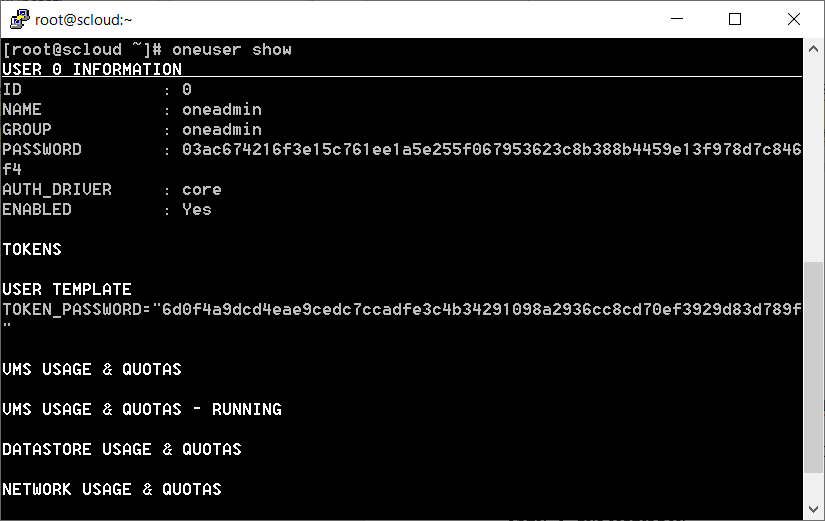 root@scloud:~
[root@scloud ~]# oneuser show
USER 0 INFORMATION
ID : 0
NAME : oneadmin
GROUP : oneadmin
PASSWORD : 03ac674216f3e15c761ee1a5e255f067953623c8b388b4459e13f978d7c846
f4
AUTH_DRIVER : core
ENABLED : Yes
TOKENS
USER TEMPLATE
TOKEN_PASSWORD="6d0f4a9dcd4eae9cedc7ccadfe3c4b34291098a2936cc8cd70ef3929d83d789f
"
VMS USAGE & QUOTAS
VMS USAGE & QUOTAS - RUNNING
DATASTORE USAGE & QUOTAS
NETWORK USAGE & QUOTAS